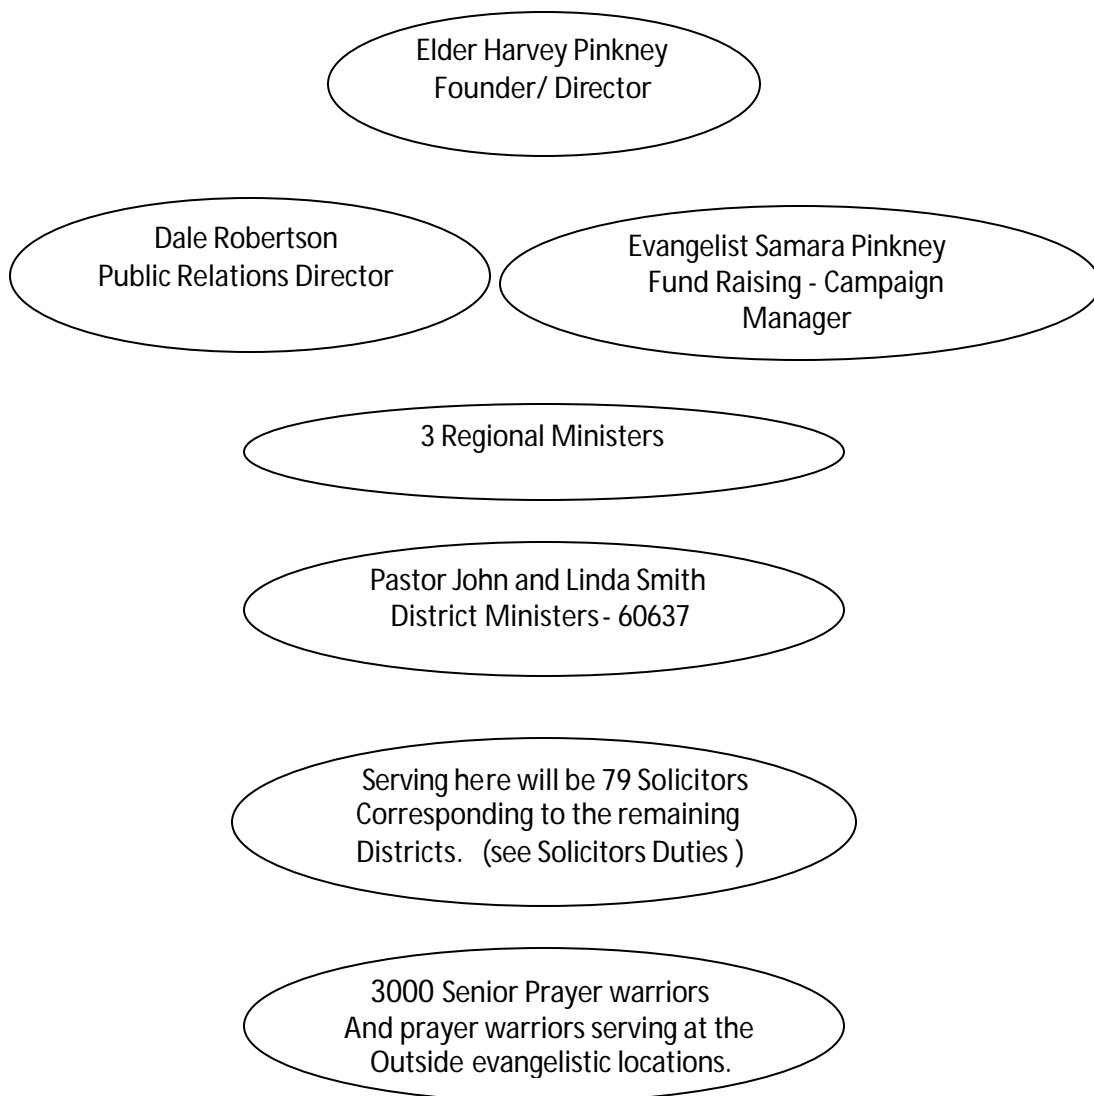 Elder Harvey Pinkney
Founder/ Director
Dale Robertson
Public Relations Director
Evangelist Samara Pinkney
Fund Raising - Campaign
Manager
3 Regional Ministers
Pastor John and Linda Smith
District Ministers - 60637
Serving here will be 79 Solicitors
Corresponding to the remaining
Districts. (see Solicitors Duties )
3000 Senior Prayer warriors
And prayer warriors serving at the
Outside evangelistic locations.